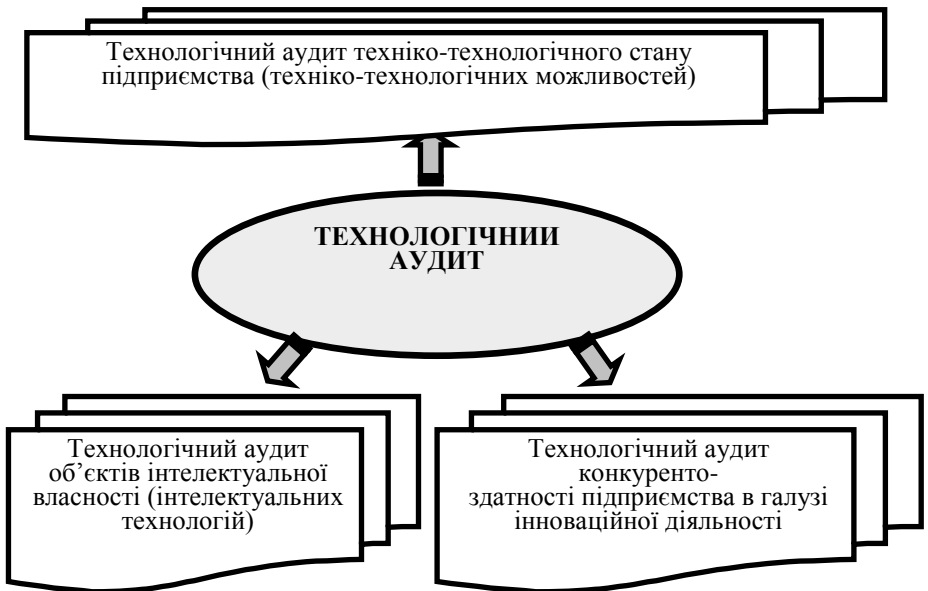 Технологічний аудит техніко-технологічного стану
підприємства (техніко-технологічних можливостей)
ТЕХНОЛОГІЧНИИ
АУДИТ
Технологічний аудит
об’єктів інтелектуальної
власності (інтелектуальних
технологій)
Технологічний аудит
конкуренто-
здатності підприємства в галузі
інноваційної діяльності